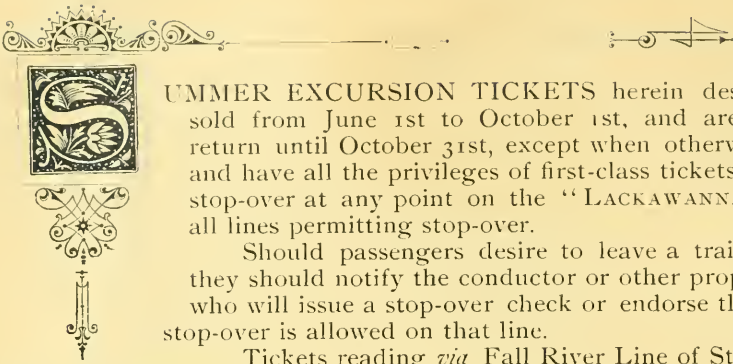 SUMMER EXCURSION TICKETS herein des
sold from June 1st to October 1st, and are
return until October 31st, except when otherw
and have all the privileges of first-class tickets
stop-over at any point on the “ LACKAWANN
all lines permitting stop-over.
Should passengers desire to leave a trai
they should notify the conductor or other prop
who will issue a stop-over check or endorse th
stop-over is allowed on that line.
Tickets reading via Fall River Line of St